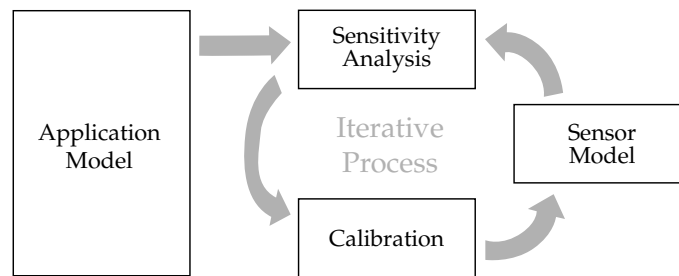 Application
Model
Sensitivity
Analysis
Iterative
Process
Calibration
Sensor
Model